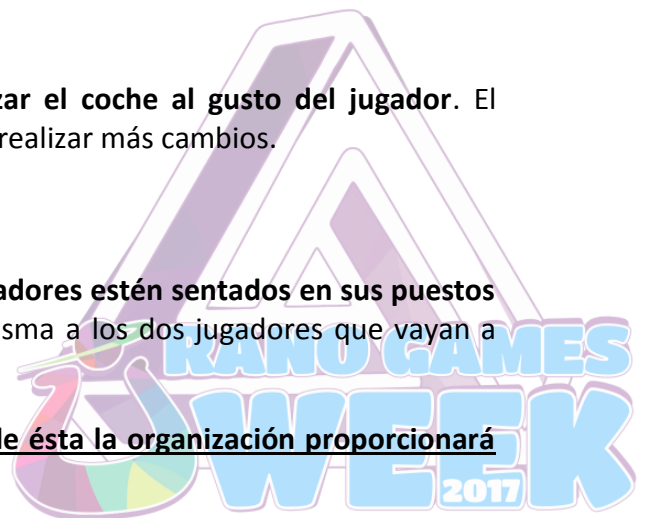 zar el coche al gusto del jugador. El
realizar más cambios.
adores estén sentados en sus puestos
sma a los dos jugadores que vayan a
RANO GAMES
de ésta la organización proporcionará
WEEK
2017